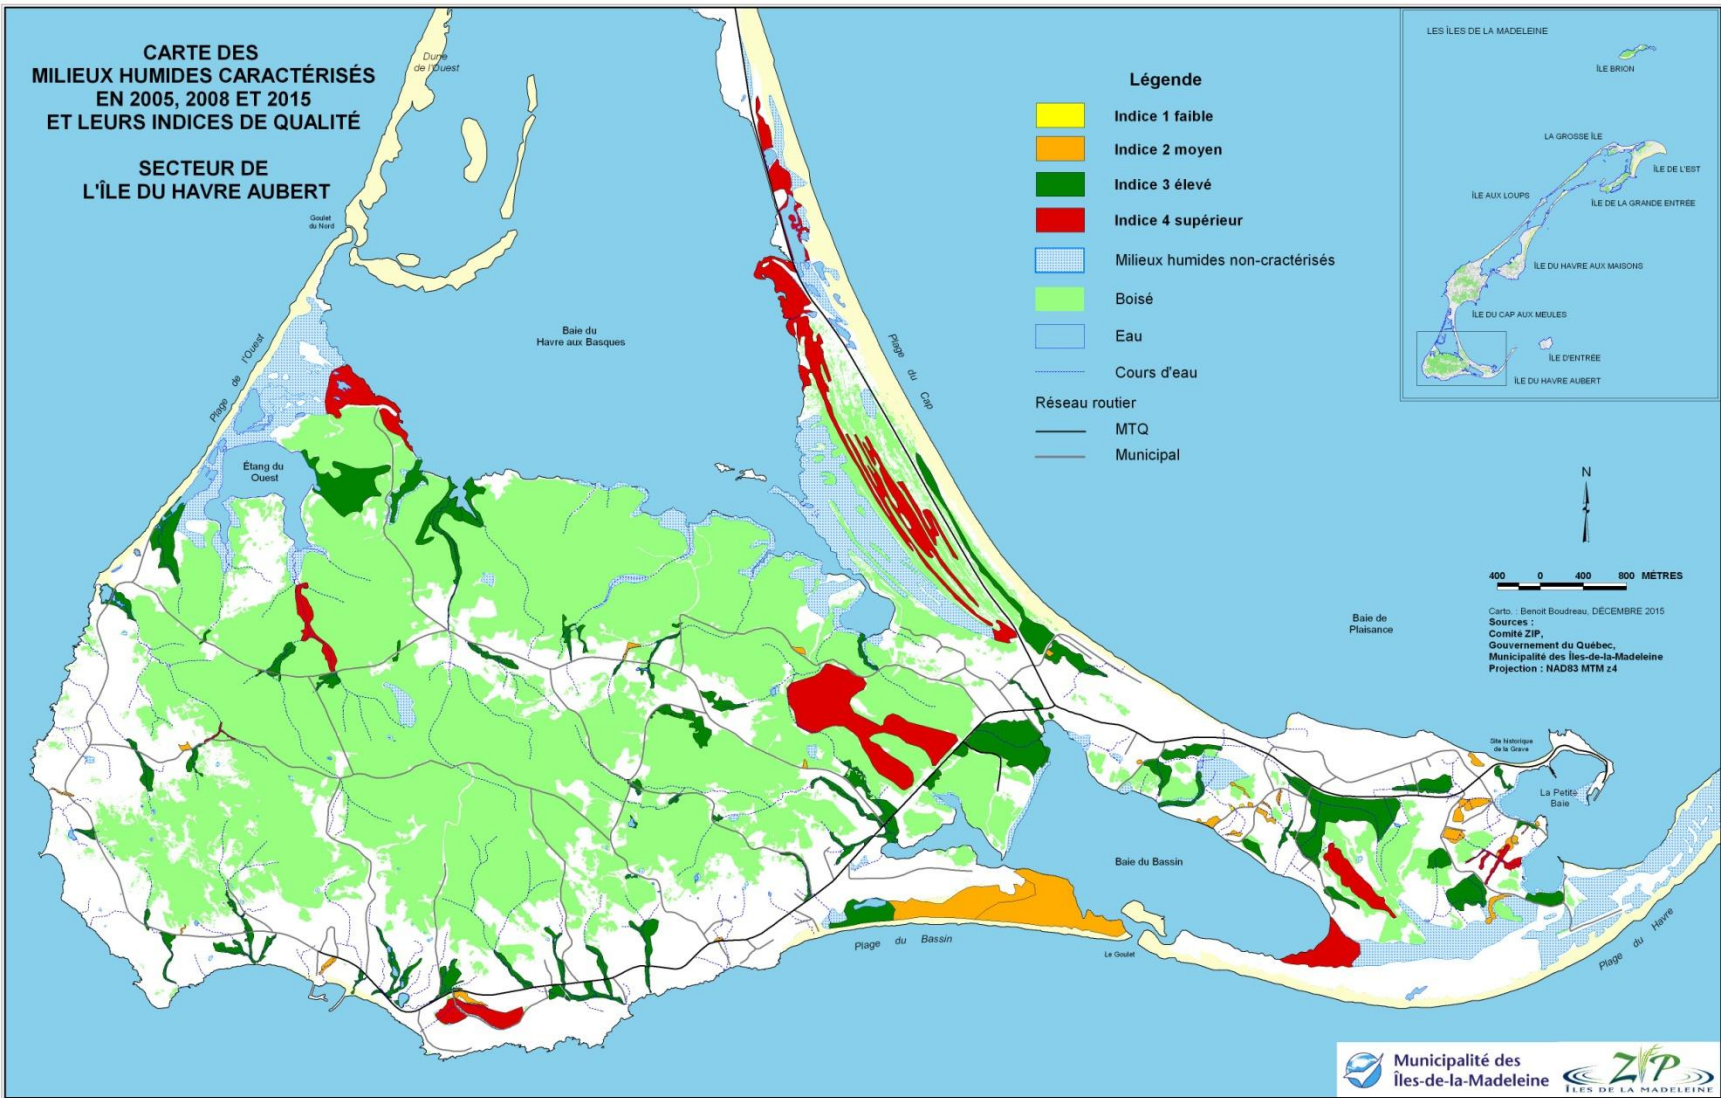 CARTE DES
MILIEUX HUMIDES CARACTÉRISÉS
EN 2005, 2008 ET 2015
ET LEURS INDICES DE QUALITÉ
SECTEUR DE
L'ÎLE DU HAVRE AUBERT
Dune
de l'Ouest
Goulet
du Nord
Plage de l'Ouest
Baie du
Havre aux Basques
Étang du
Ouest
Plage du Cap
Légende
Indice 1 faible
Indice 2 moyen
Indice 3 élevé
Indice 4 supérieur
Milieux humides non-cractérisés
Boisé
Eau
Cours d'eau
Réseau routier
MTQ
Municipal
LES ÎLES DE LA MADELEINE
ÎLE BRION
LA GROSSE ÎLE
ÎLE DE L'EST
ÎLE AUX LOUPS
ÎLE DE LA GRANDE ENTRÉE
ÎLE DU HAVRE AUX MAISONS
ÎLE DU CAP AUX MEULES
ÎLE D'ENTRÉE
ÎLE DU HAVRE AUBERT
N
400 0 400 800 MÈTRES
Carto. : Benoit Boudreau, DÉCEMBRE 2015
Sources :
Comité ZIP,
Gouvernement du Québec,
Municipalité des Îles-de-la-Madeleine
Projection : NAD83 MTM z4
Baie de
Plaisance
Site historique
de la Grave
La Petite
Baie
Baie du Bassin
Plage du Bassin
Le Goulet
Plage du Havre
Municipalité des
Îles-de-la-Madeleine
ZIP
ÎLES DE LA MADELEINE